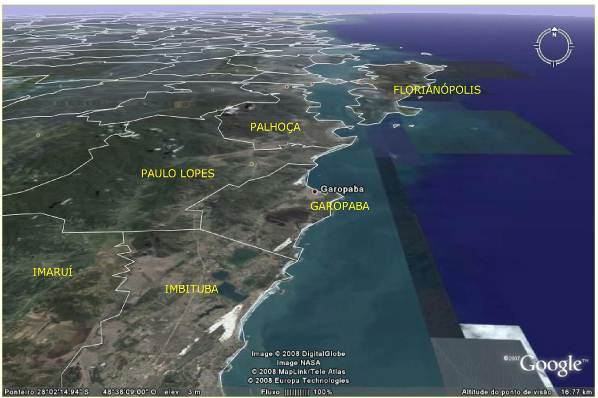 N
FLORIANÓPOLIS
PALHOÇA
PAULO LOPES
Garopaba
GAROPABA
IMARUÍ
IMBITUBA
Image © 2008 DigitalGlobe
Image NASA
© 2008 MapLink/Tele Atlas
© 2008 Europa Technologies
©2007 Google™
Ponteiro 28°02'14.94" S 48°38'09.00" O elev 3 m Fluxo |||||||||| 100% Altitude do ponto de visão 16.77 km